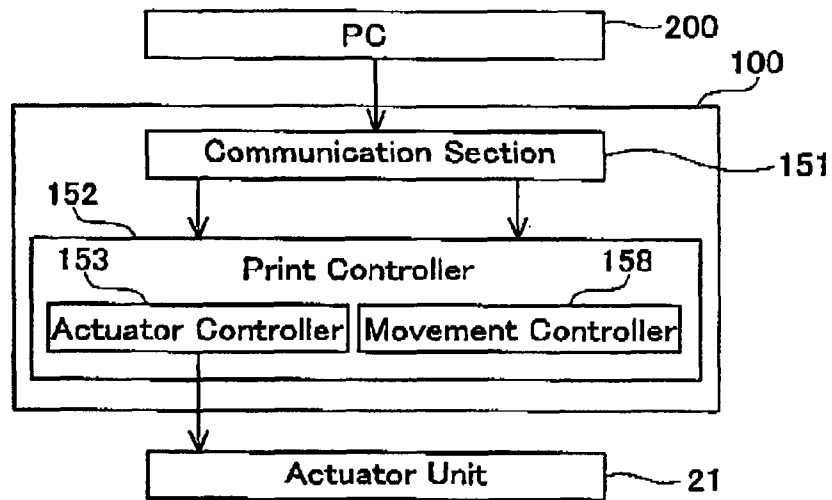 PC
200
100
Communication Section
151
152
Print Controller
153
158
Actuator Controller
Movement Controller
Actuator Unit
21